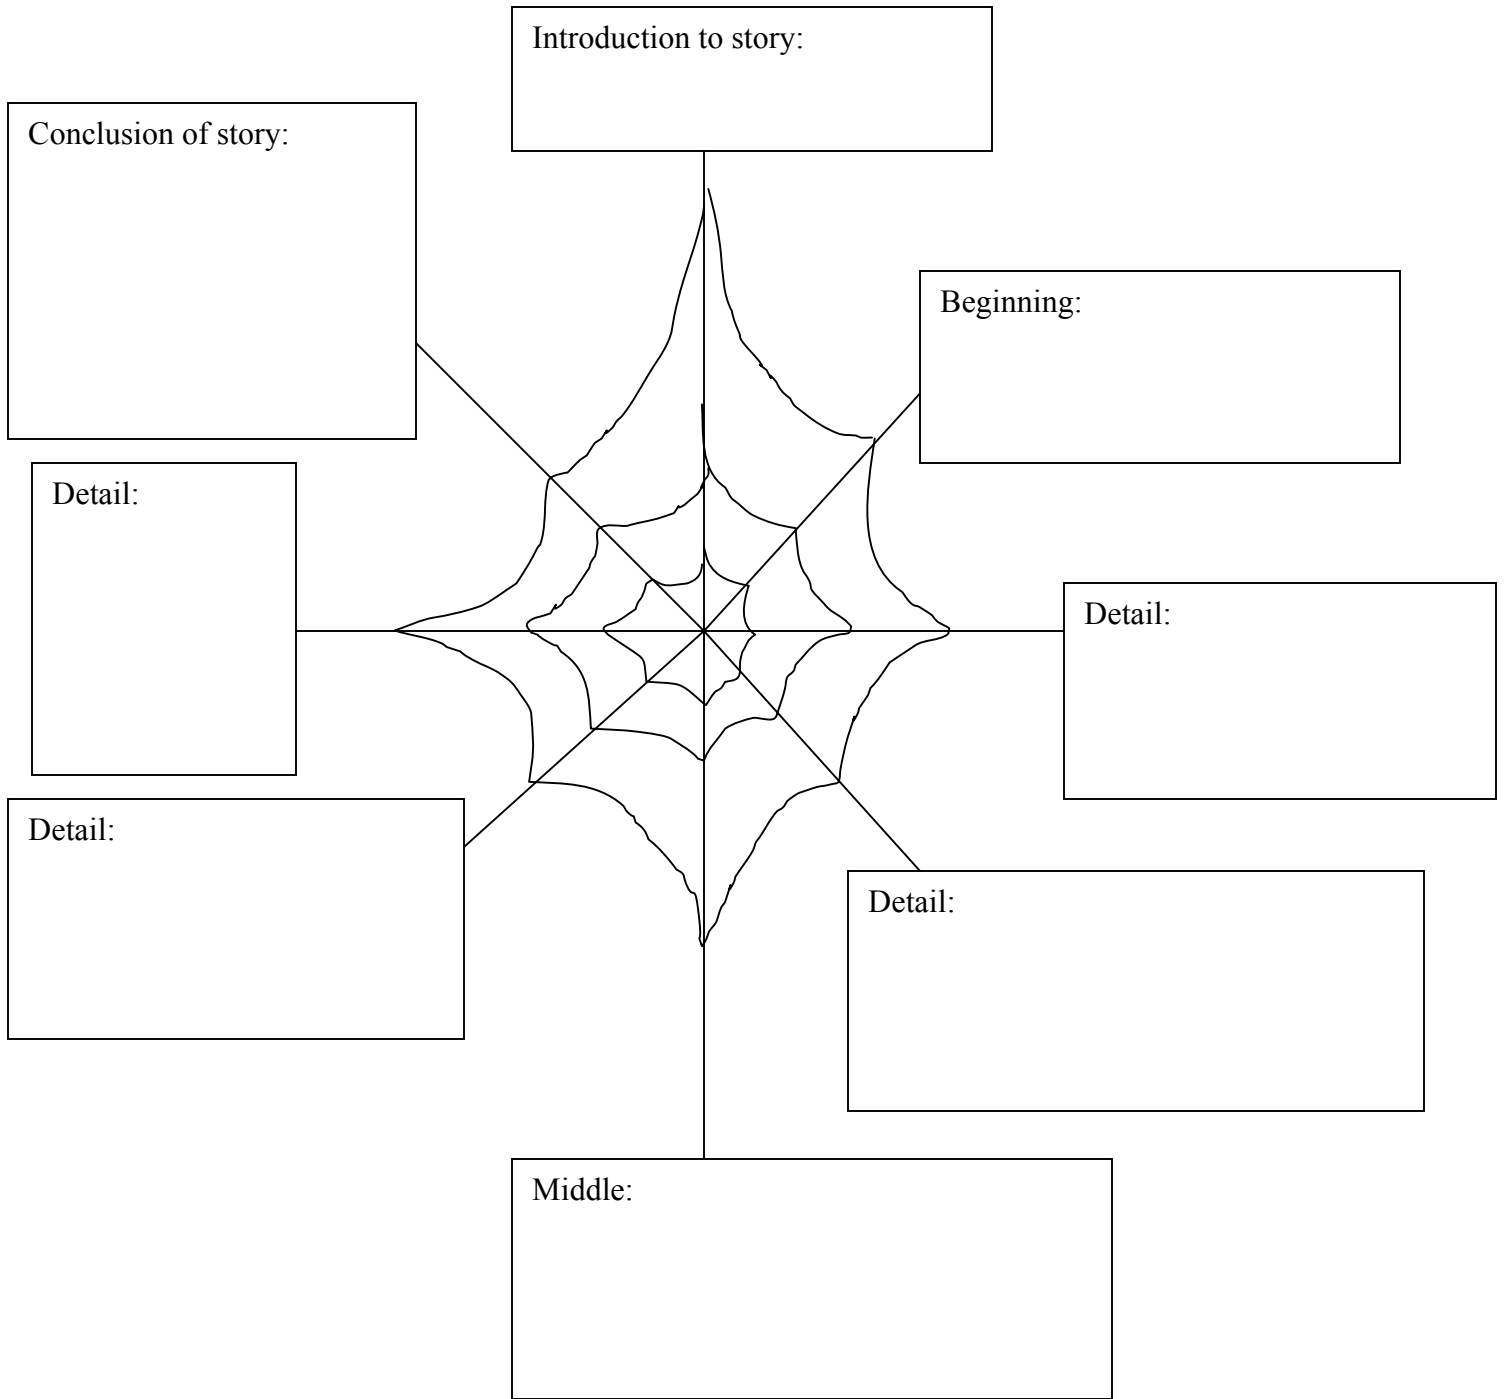 Introduction to story:
Conclusion of story:
Beginning:
Detail:
Detail:
Detail:
Detail:
Middle: